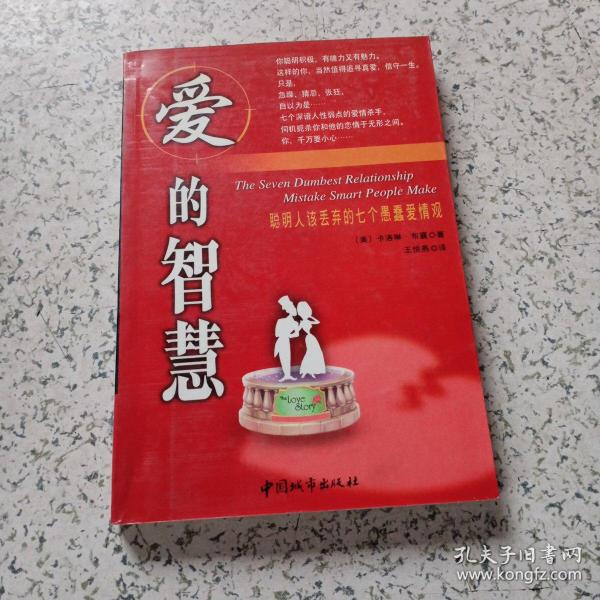 你聪明积极，有魄力又有魅力。
这样的你，当然值得追寻真爱，信守一生。
只是，
急躁、猜忌、张狂，
自以为是……
七个深谙人性弱点的爱情杀手，
伺机扼杀你和他的恋情于无形之间。
你，千万要小心……
爱的智慧
The Seven Dumbest Relationship
Mistake Smart People Make
聪明人该丢弃的七个愚蠢爱情观
［美］卡洛琳·布襄◎著
王悦燕◎译
The Love
Story
中国城市出版社
孔夫子旧书网
www.kongfz.com